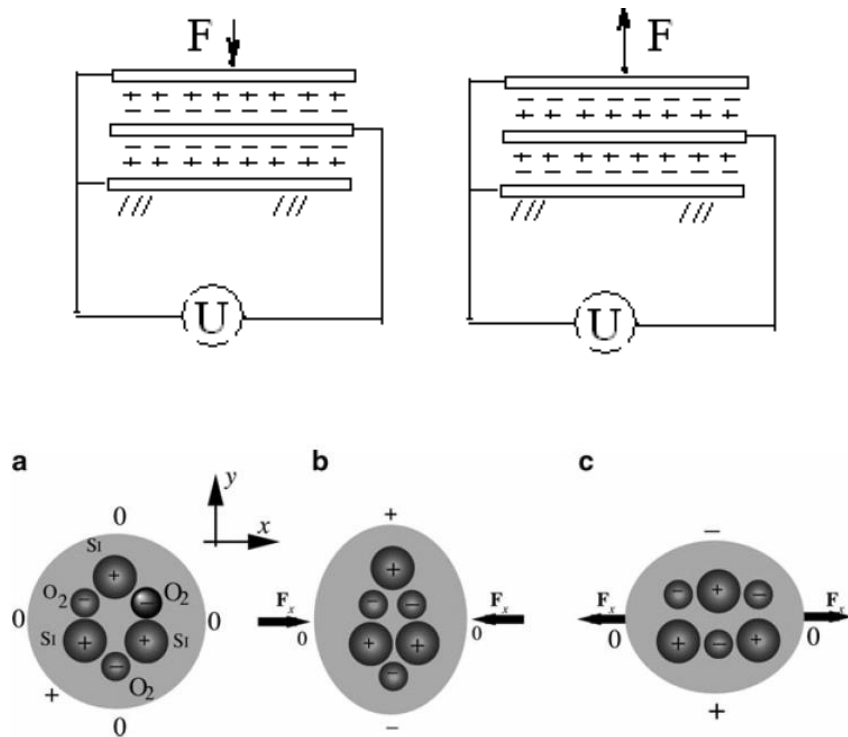 F
+ + + + + + + +
− − − − − − − −
− − − − − − − −
+ + + + + + + +
U
F
− − − − − − − −
+ + + + + + + +
+ + + + + + + +
− − − − − − − −
U
a
y
x
0
Si
+
O₂ − − O₂
0 0
Si + + Si
−
O₂
+
0
b
+
+
− −
Fₓ Fₓ
0 0
+ +
−
−
c
−
− + −
Fₓ Fₓ
0 0
+ − +
+